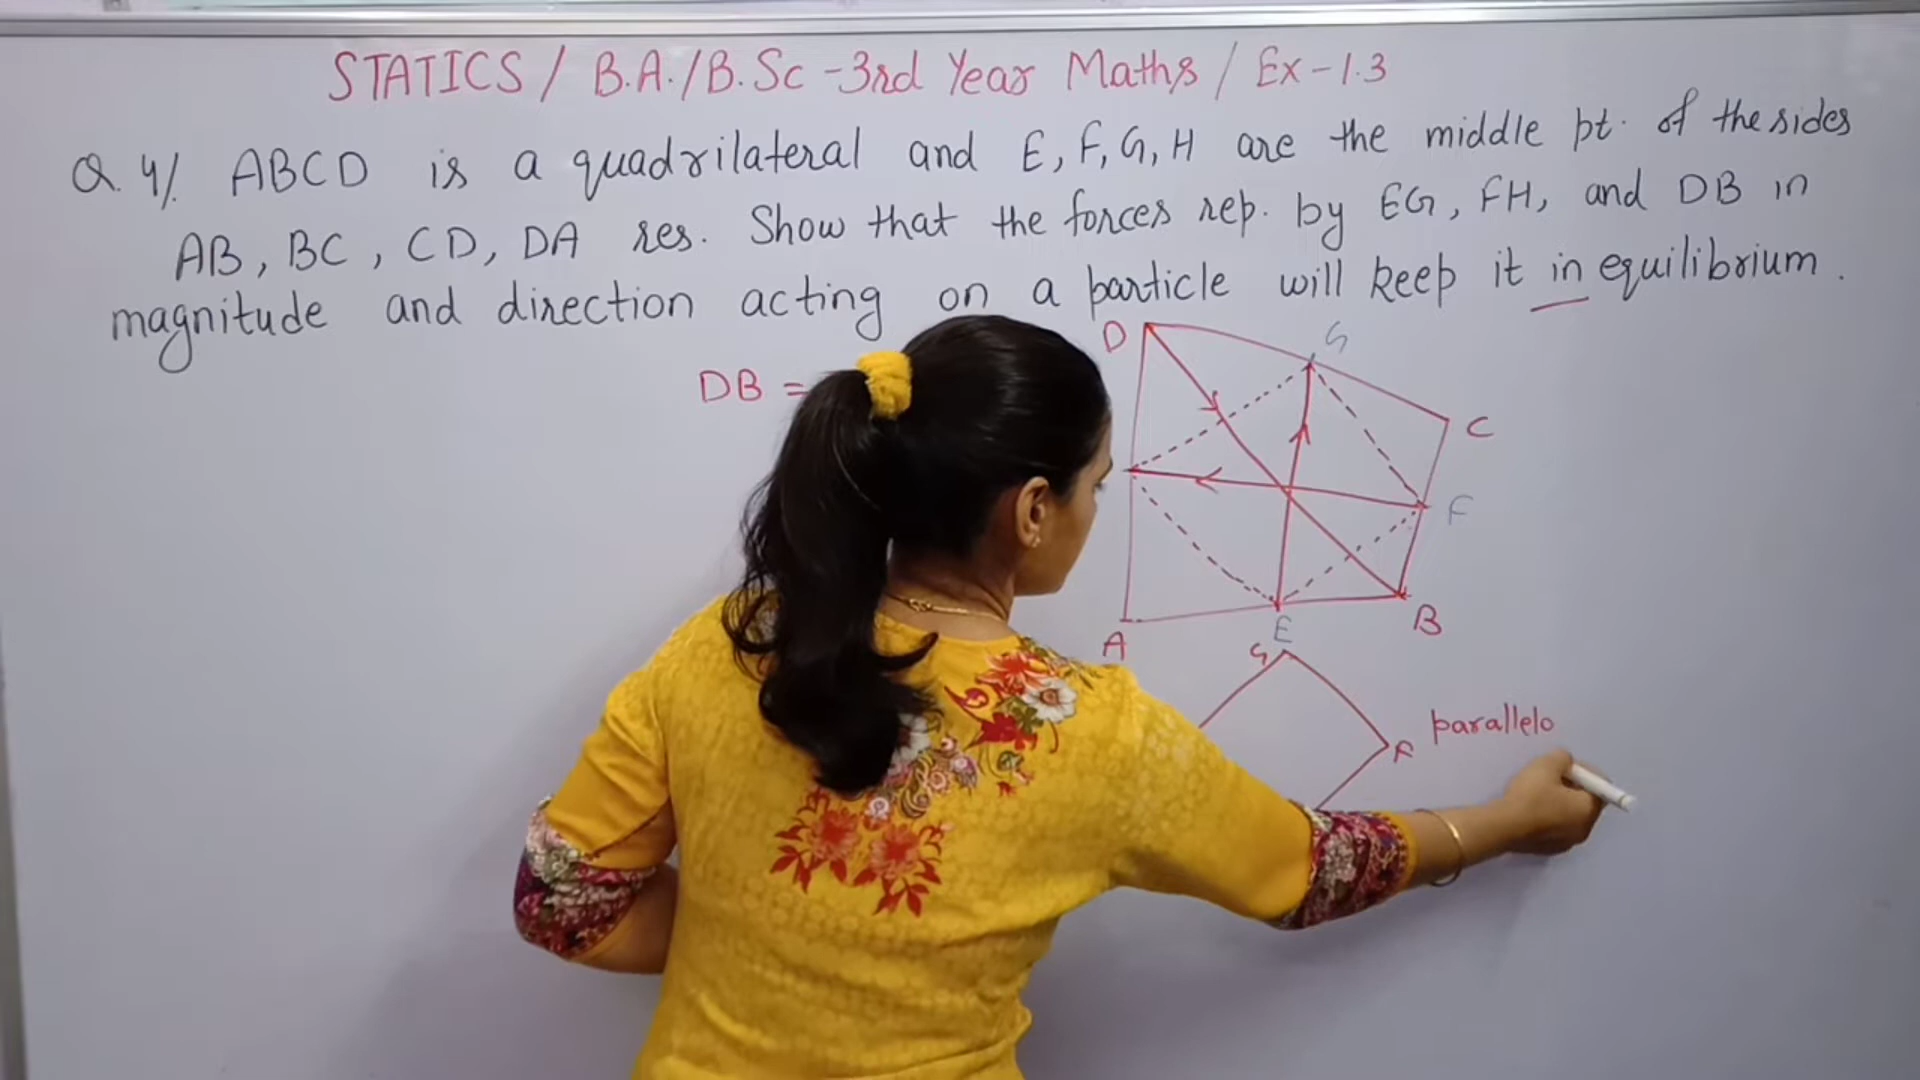 STATICS / B.A./B.Sc -3rd Year Maths / Ex-1.3
Q.4/. ABCD is a quadrilateral and E, F, G, H are the middle pt. of the sides
AB, BC, CD, DA res. Show that the forces rep. by EG, FH, and DB in
magnitude and direction acting on a particle will keep it in equilibrium.
DB =
D
G
C
F
B
E
A
G
F
parallelo